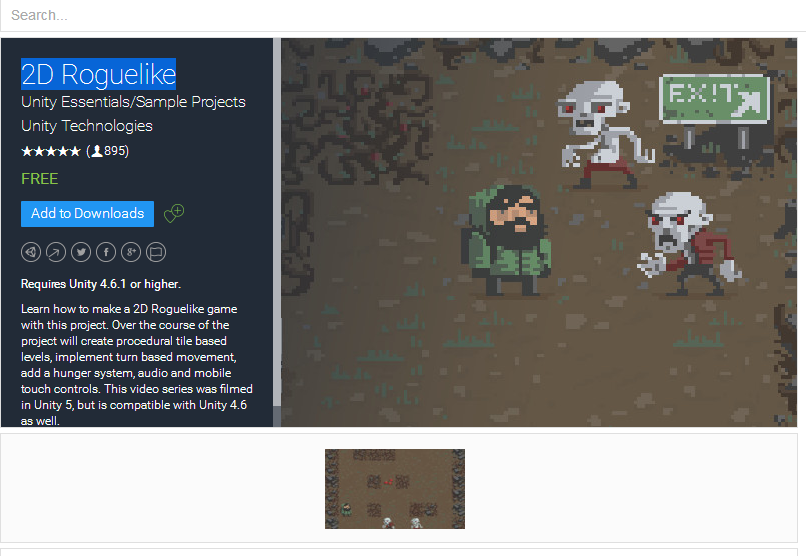 Search...
2D Roguelike
Unity Essentials/Sample Projects
Unity Technologies
★★★★★ (895)
FREE
Add to Downloads
Requires Unity 4.6.1 or higher.
Learn how to make a 2D Roguelike game
with this project. Over the course of the
project will create procedural tile based
levels, implement turn based movement,
add a hunger system, audio and mobile
touch controls. This video series was filmed
in Unity 5, but is compatible with Unity 4.6
as well.
EXIT